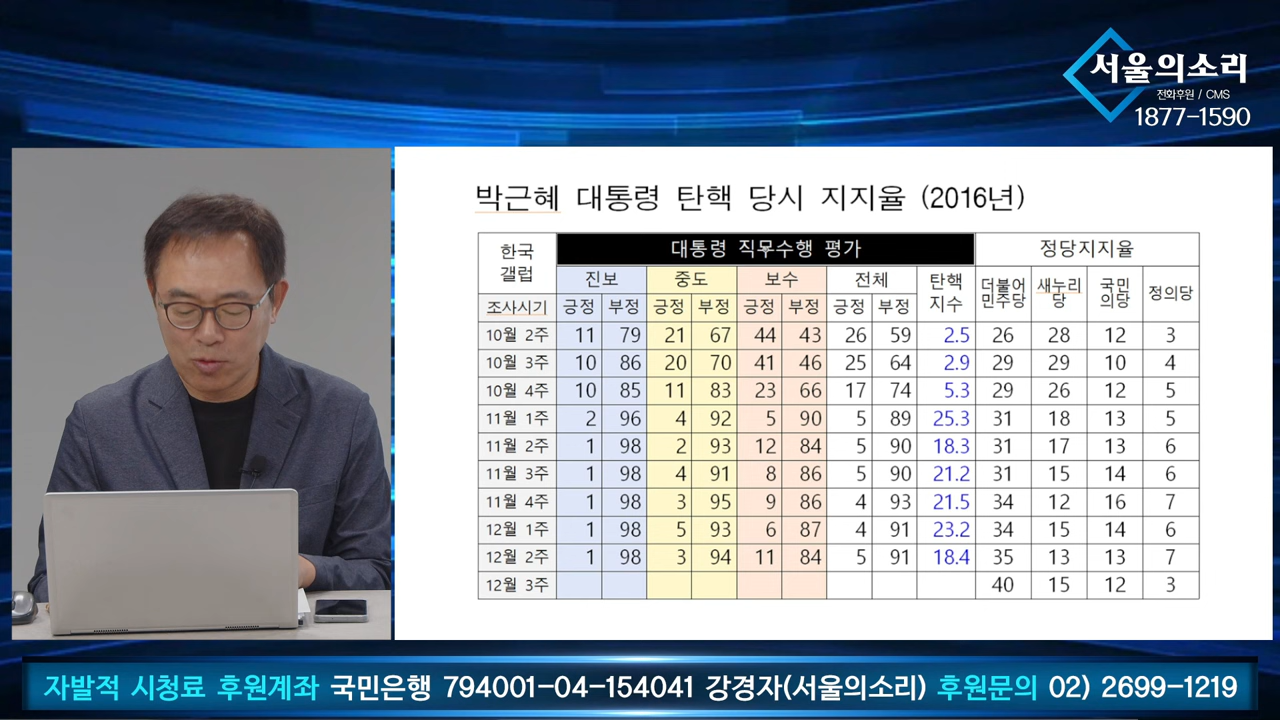 서울의소리
전화후원 / CMS
1877-1590
박근혜 대통령 탄핵 당시 지지율 (2016년)
한국 갤럽 대통령 직무수행 평가 정당지지율
진보 중도 보수 전체 탄핵 지수 더불어 민주당 새누리당 국민의당 정의당
조사시기 긍정 부정 긍정 부정 긍정 부정 긍정 부정
10월 2주 11 79 21 67 44 43 26 59 2.5 26 28 12 3
10월 3주 10 86 20 70 41 46 25 64 2.9 29 29 10 4
10월 4주 10 85 11 83 23 66 17 74 5.3 29 26 12 5
11월 1주 2 96 4 92 5 90 5 89 25.3 31 18 13 5
11월 2주 1 98 2 93 12 84 5 90 18.3 31 17 13 6
11월 3주 1 98 4 91 8 86 5 90 21.2 31 15 14 6
11월 4주 1 98 3 95 9 86 4 93 21.5 34 12 16 7
12월 1주 1 98 5 93 6 87 4 91 23.2 34 15 14 6
12월 2주 1 98 3 94 11 84 5 91 18.4 35 13 13 7
12월 3주 40 15 12 3
자발적 시청료 후원계좌 국민은행 794001-04-154041 강경자(서울의소리) 후원문의 02) 2699-1219